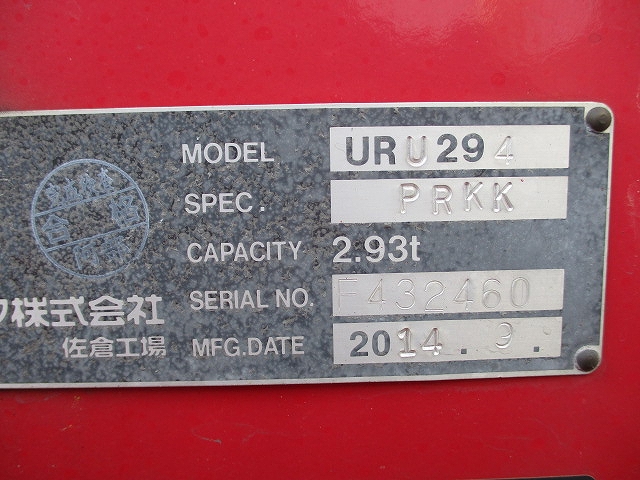 MODEL URU294
SPEC. PRKK
CAPACITY 2.93t
SERIAL NO. F432460
MFG.DATE 2014.9.
ク株式会社
佐倉工場